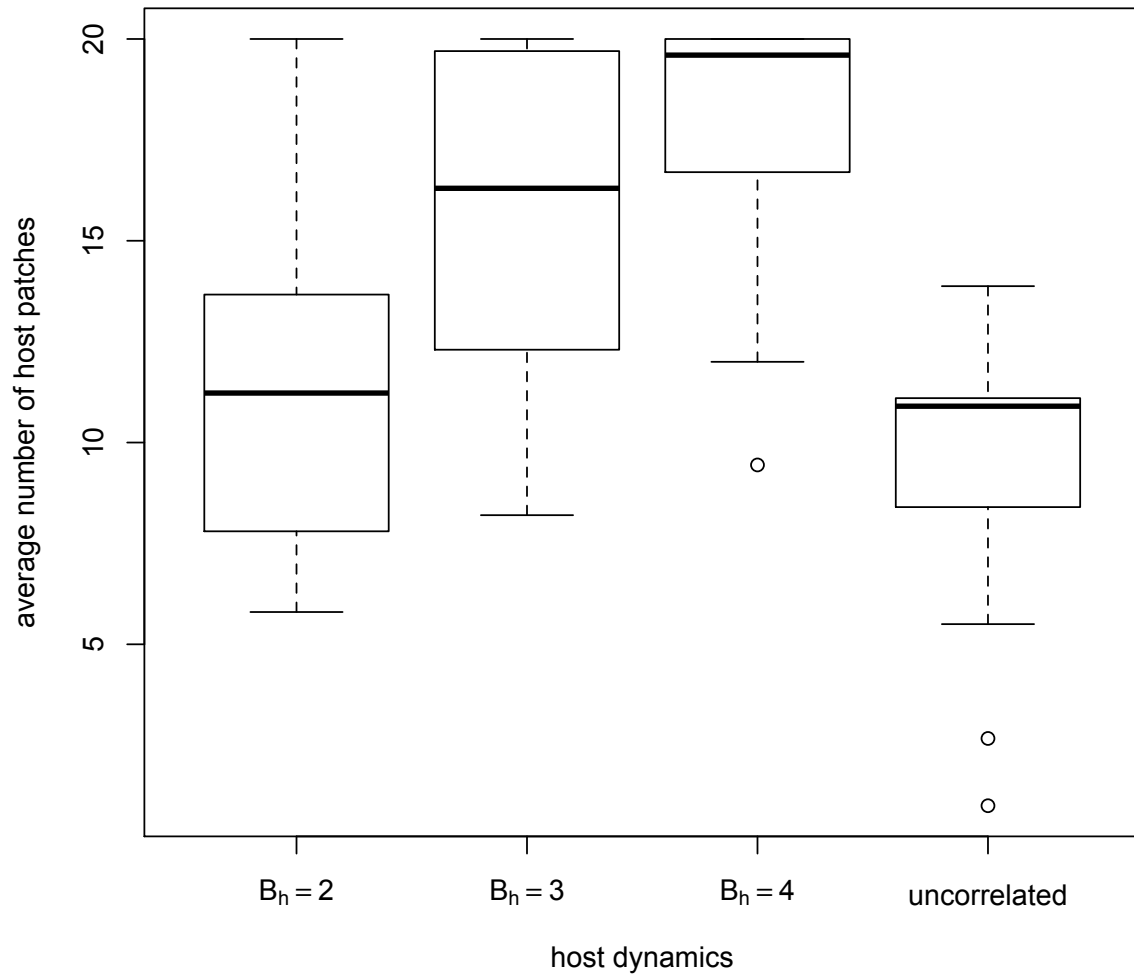 average number of host patches
20
15
10
5
B_h = 2
B_h = 3
B_h = 4
uncorrelated
host dynamics